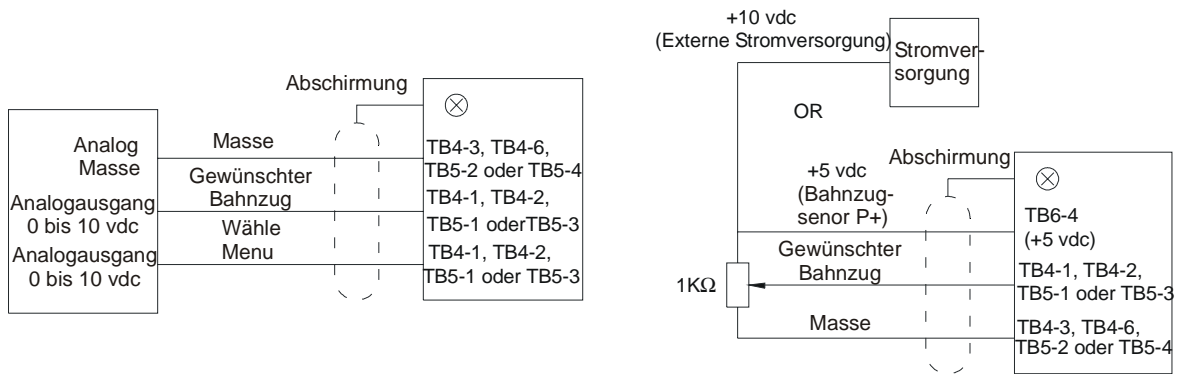 Abschirmung
Analog
Masse
Analogausgang
0 bis 10 vdc
Analogausgang
0 bis 10 vdc
Masse
Gewünschter
Bahnzug
Wähle
Menu
TB4-3, TB4-6,
TB5-2 oder TB5-4
TB4-1, TB4-2,
TB5-1 oderTB5-3
TB4-1, TB4-2,
TB5-1 oder TB5-3
+10 vdc
(Externe Stromversorgung)
Stromver-
sorgung
OR
Abschirmung
+5 vdc
(Bahnzug-
senor P+)
TB6-4
(+5 vdc)
Gewünschter
Bahnzug
TB4-1, TB4-2,
TB5-1 oder TB5-3
1KΩ
Masse
TB4-3, TB4-6,
TB5-2 oder TB5-4